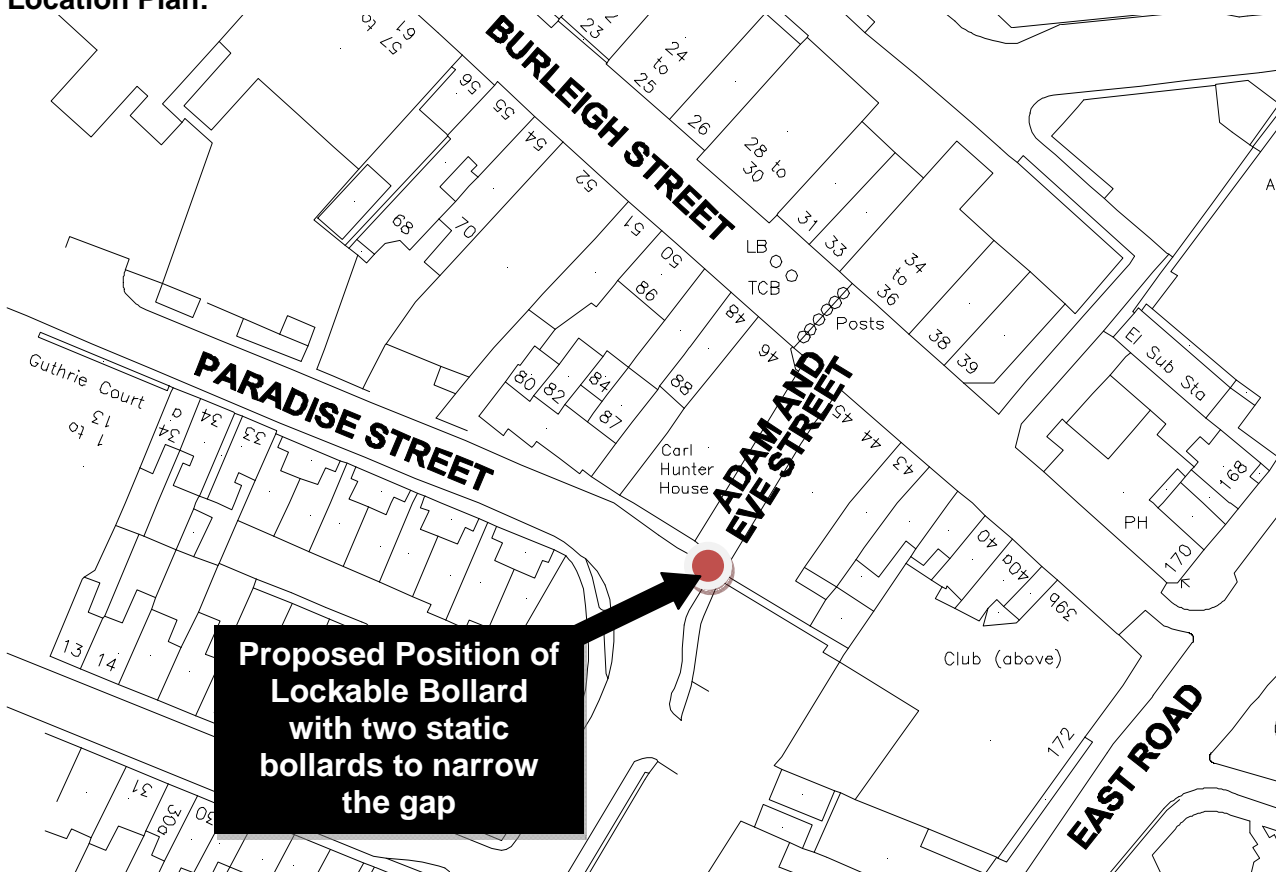 Location Plan:
BURLEIGH STREET
57 to 61
56
55
54
52
51
50
48
46
23
24
to
25
26
28 to
30
31
33
34
to
36
38
39
LB
TCB
Posts
El Sub Sta
168
170
PH
A
68
70
86
80
82
84
87
88
Carl
Hunter
House
ADAM AND
EVE STREET
45
44
43
40
40a
39b
Club (above)
172
EAST ROAD
PARADISE STREET
Guthrie Court
1 to
13
34
a
34
33
13
14
31
30a
30
Proposed Position of
Lockable Bollard
with two static
bollards to narrow
the gap